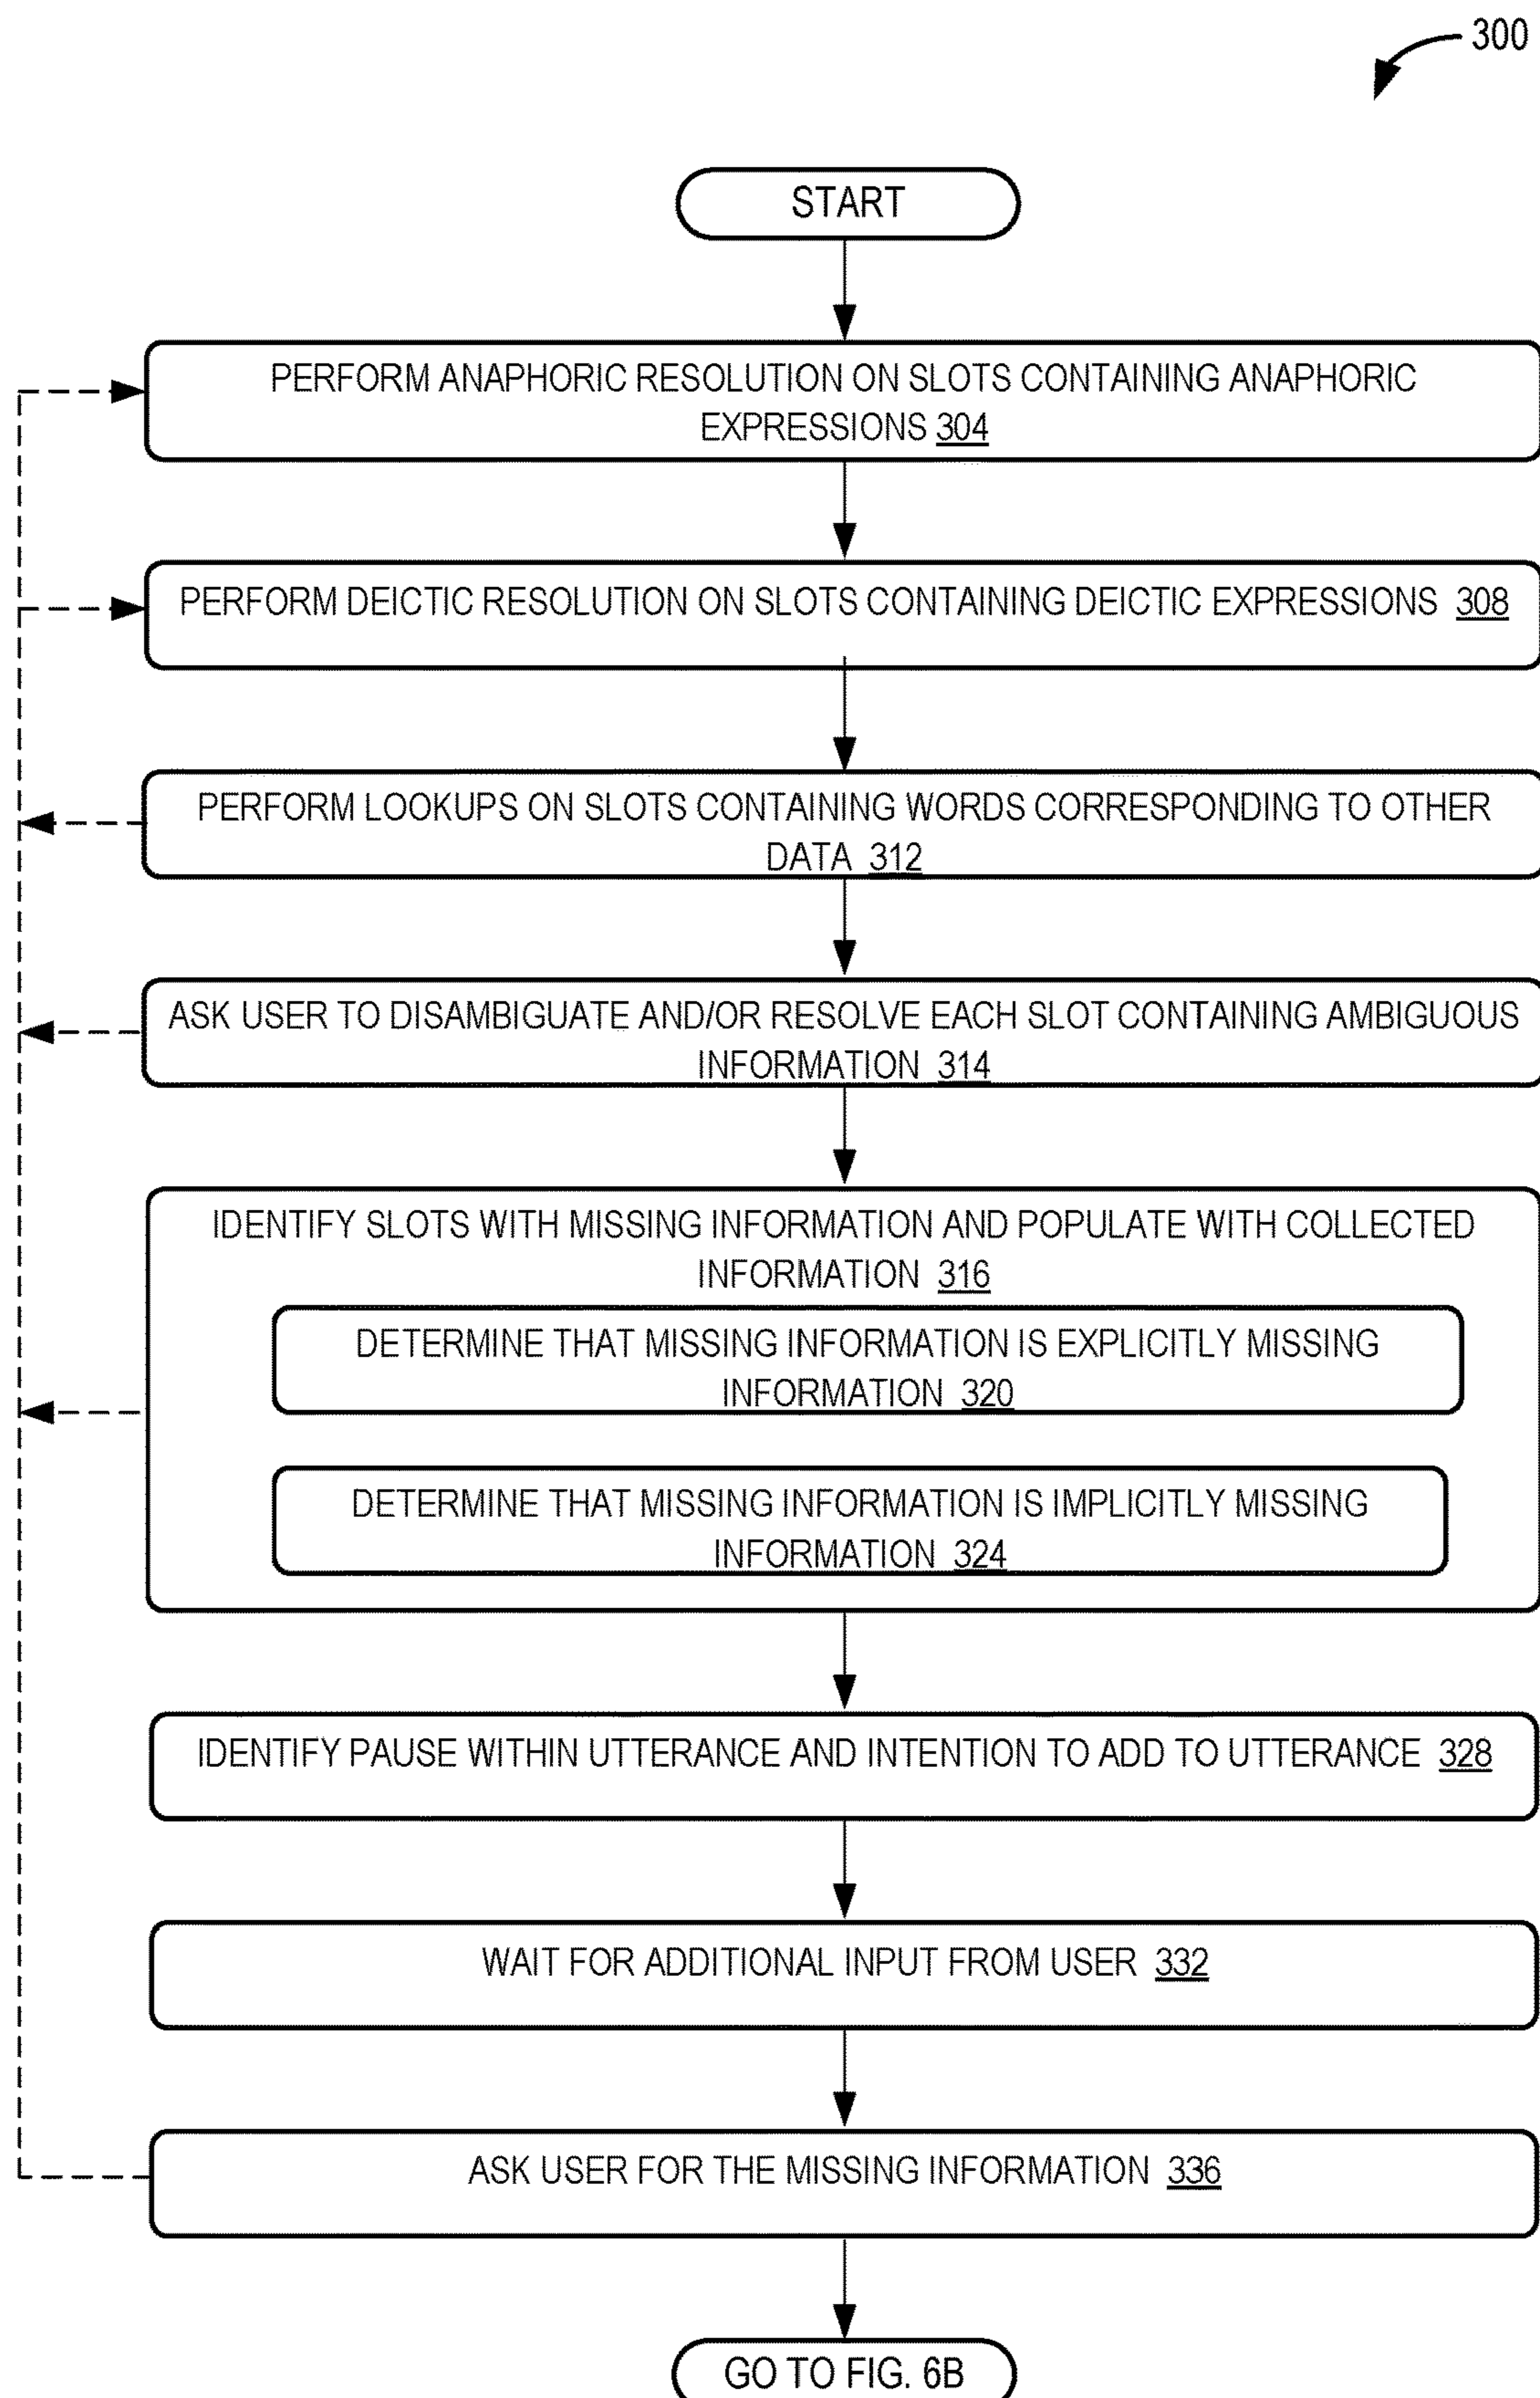 300
START
PERFORM ANAPHORIC RESOLUTION ON SLOTS CONTAINING ANAPHORIC
EXPRESSIONS 304
PERFORM DEICTIC RESOLUTION ON SLOTS CONTAINING DEICTIC EXPRESSIONS 308
PERFORM LOOKUPS ON SLOTS CONTAINING WORDS CORRESPONDING TO OTHER
DATA 312
ASK USER TO DISAMBIGUATE AND/OR RESOLVE EACH SLOT CONTAINING AMBIGUOUS
INFORMATION 314
IDENTIFY SLOTS WITH MISSING INFORMATION AND POPULATE WITH COLLECTED
INFORMATION 316
DETERMINE THAT MISSING INFORMATION IS EXPLICITLY MISSING
INFORMATION 320
DETERMINE THAT MISSING INFORMATION IS IMPLICITLY MISSING
INFORMATION 324
IDENTIFY PAUSE WITHIN UTTERANCE AND INTENTION TO ADD TO UTTERANCE 328
WAIT FOR ADDITIONAL INPUT FROM USER 332
ASK USER FOR THE MISSING INFORMATION 336
GO TO FIG. 6B